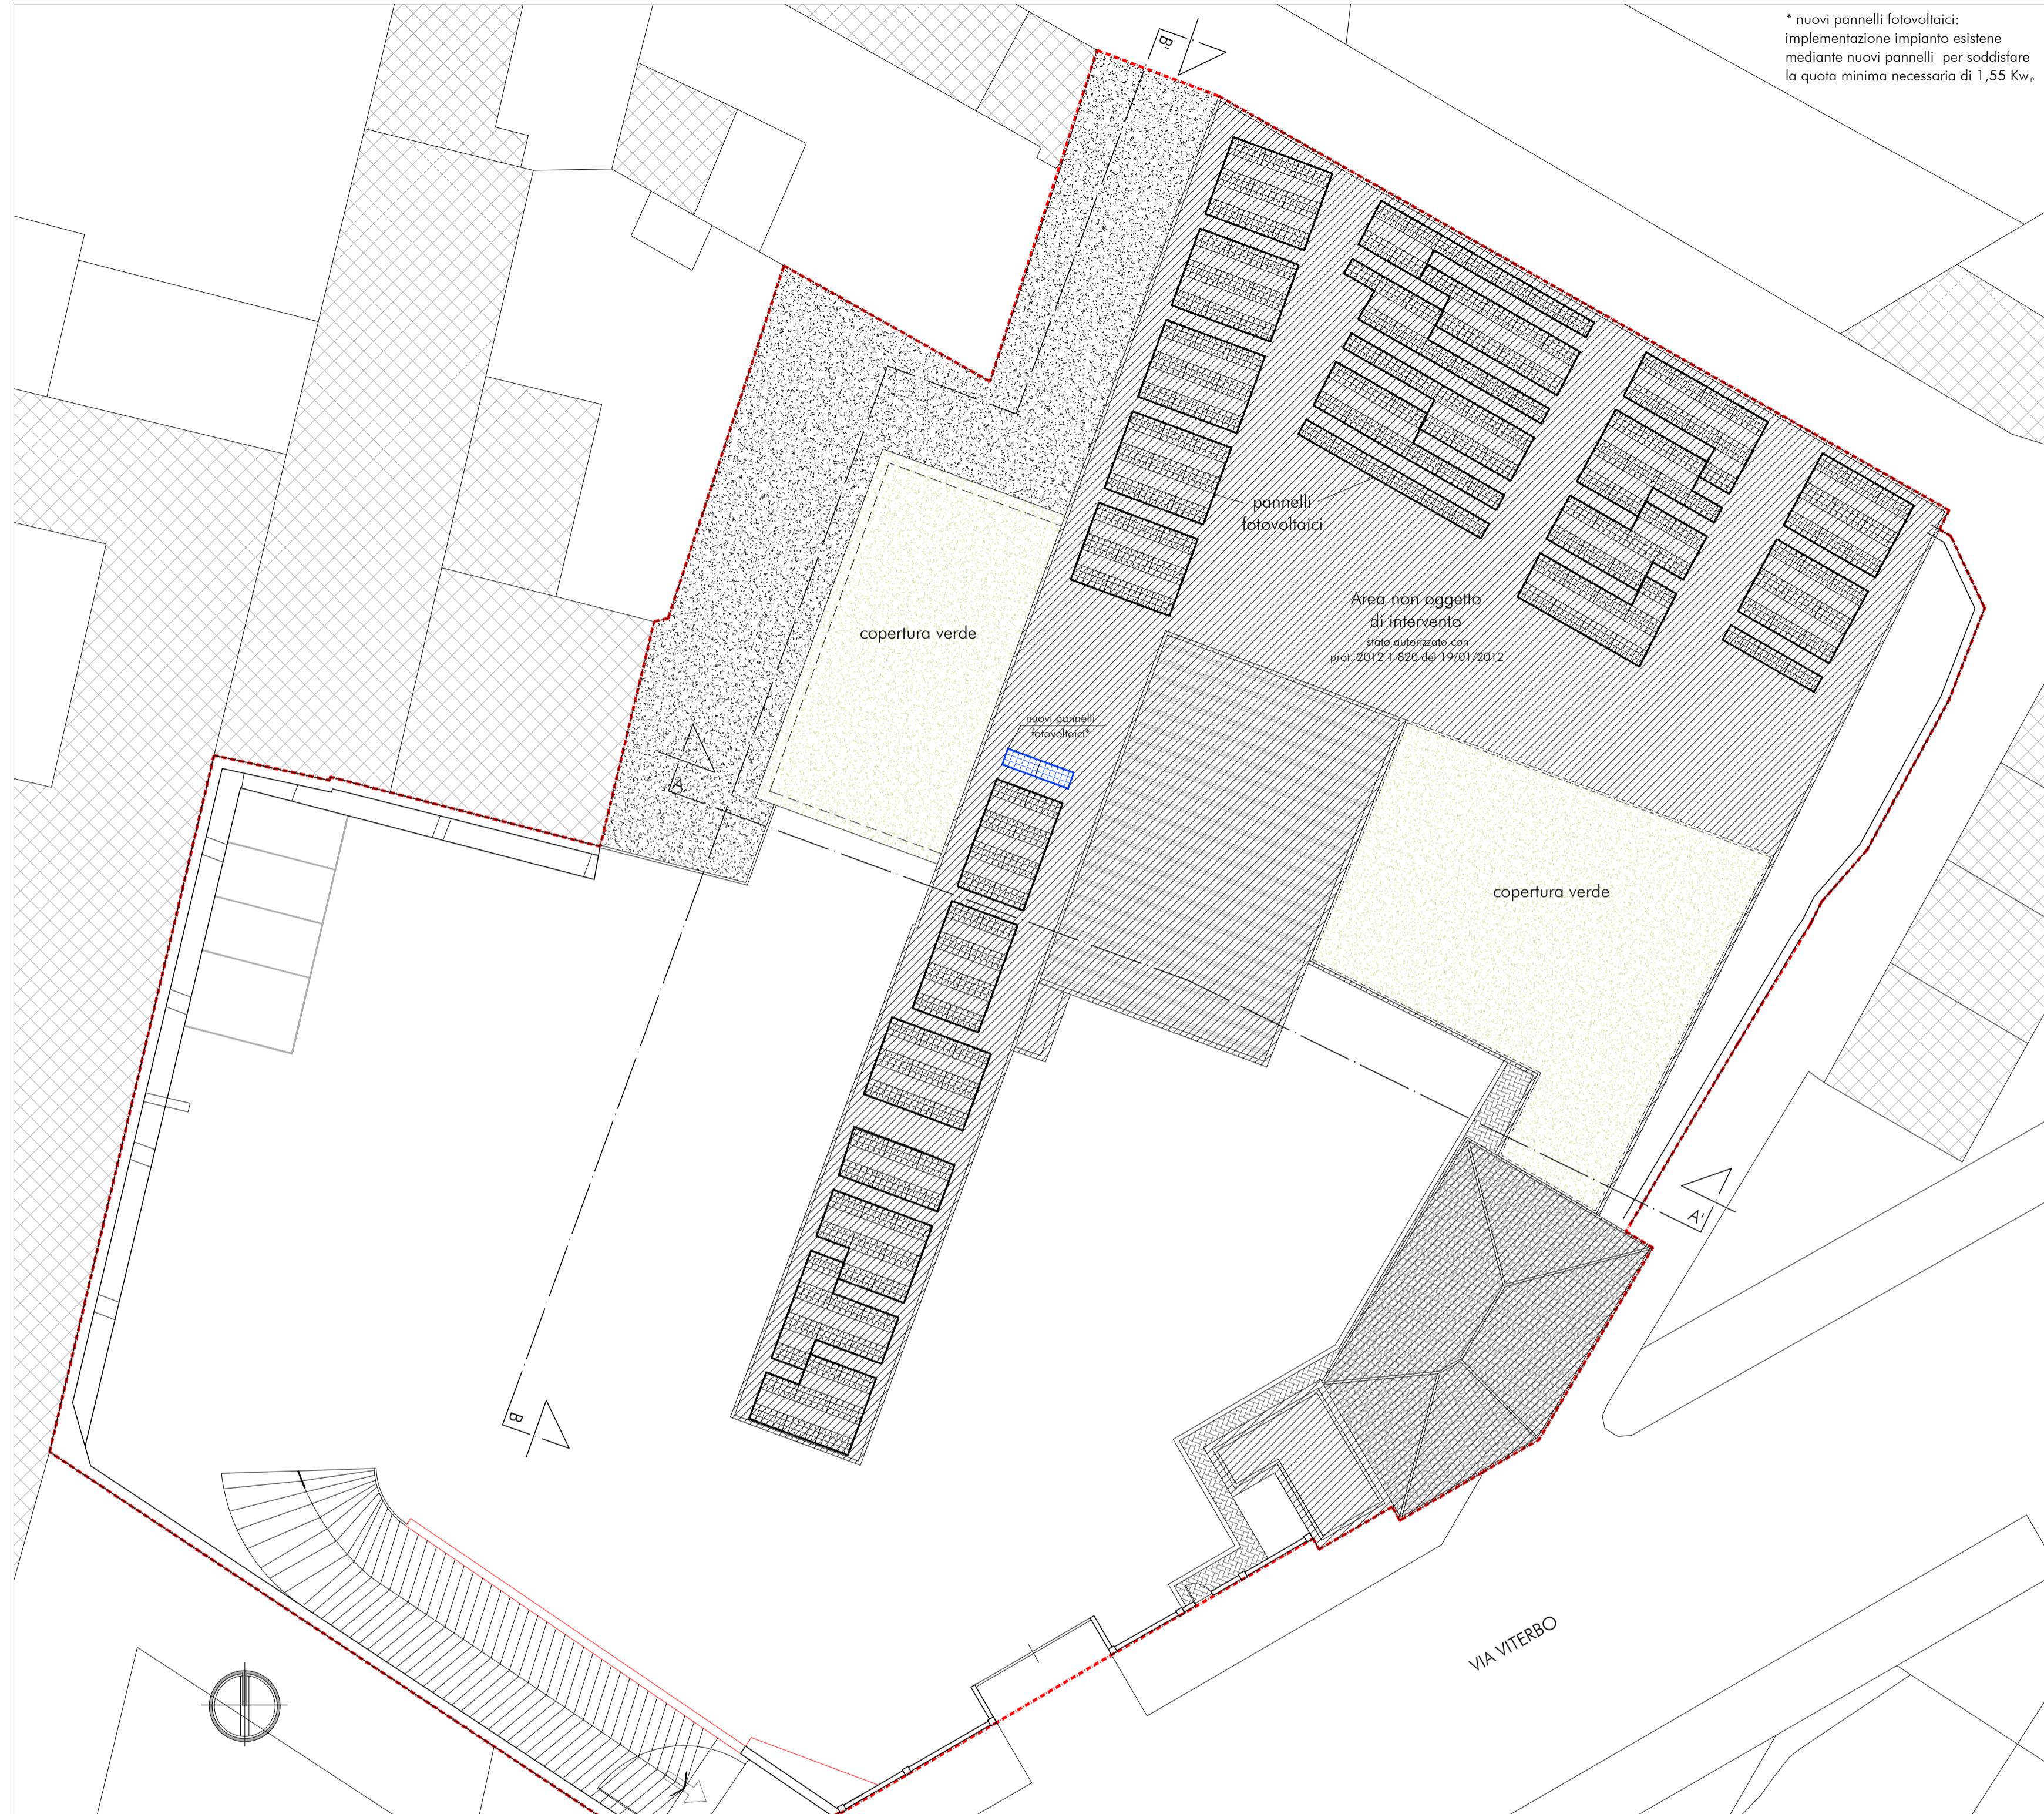 * nuovi pannelli fotovoltaici:
implementazione impianto esistene
mediante nuovi pannelli per soddisfare
la quota minima necessaria di 1,55 Kwp
B'
pannelli
fotovoltaici
Area non oggetto
di intervento
stato autorizzato con
prot. 2012 1 820 del 19/01/2012
copertura verde
nuovi pannelli
fotovoltaici*
A
copertura verde
A'
B
VIA VITERBO